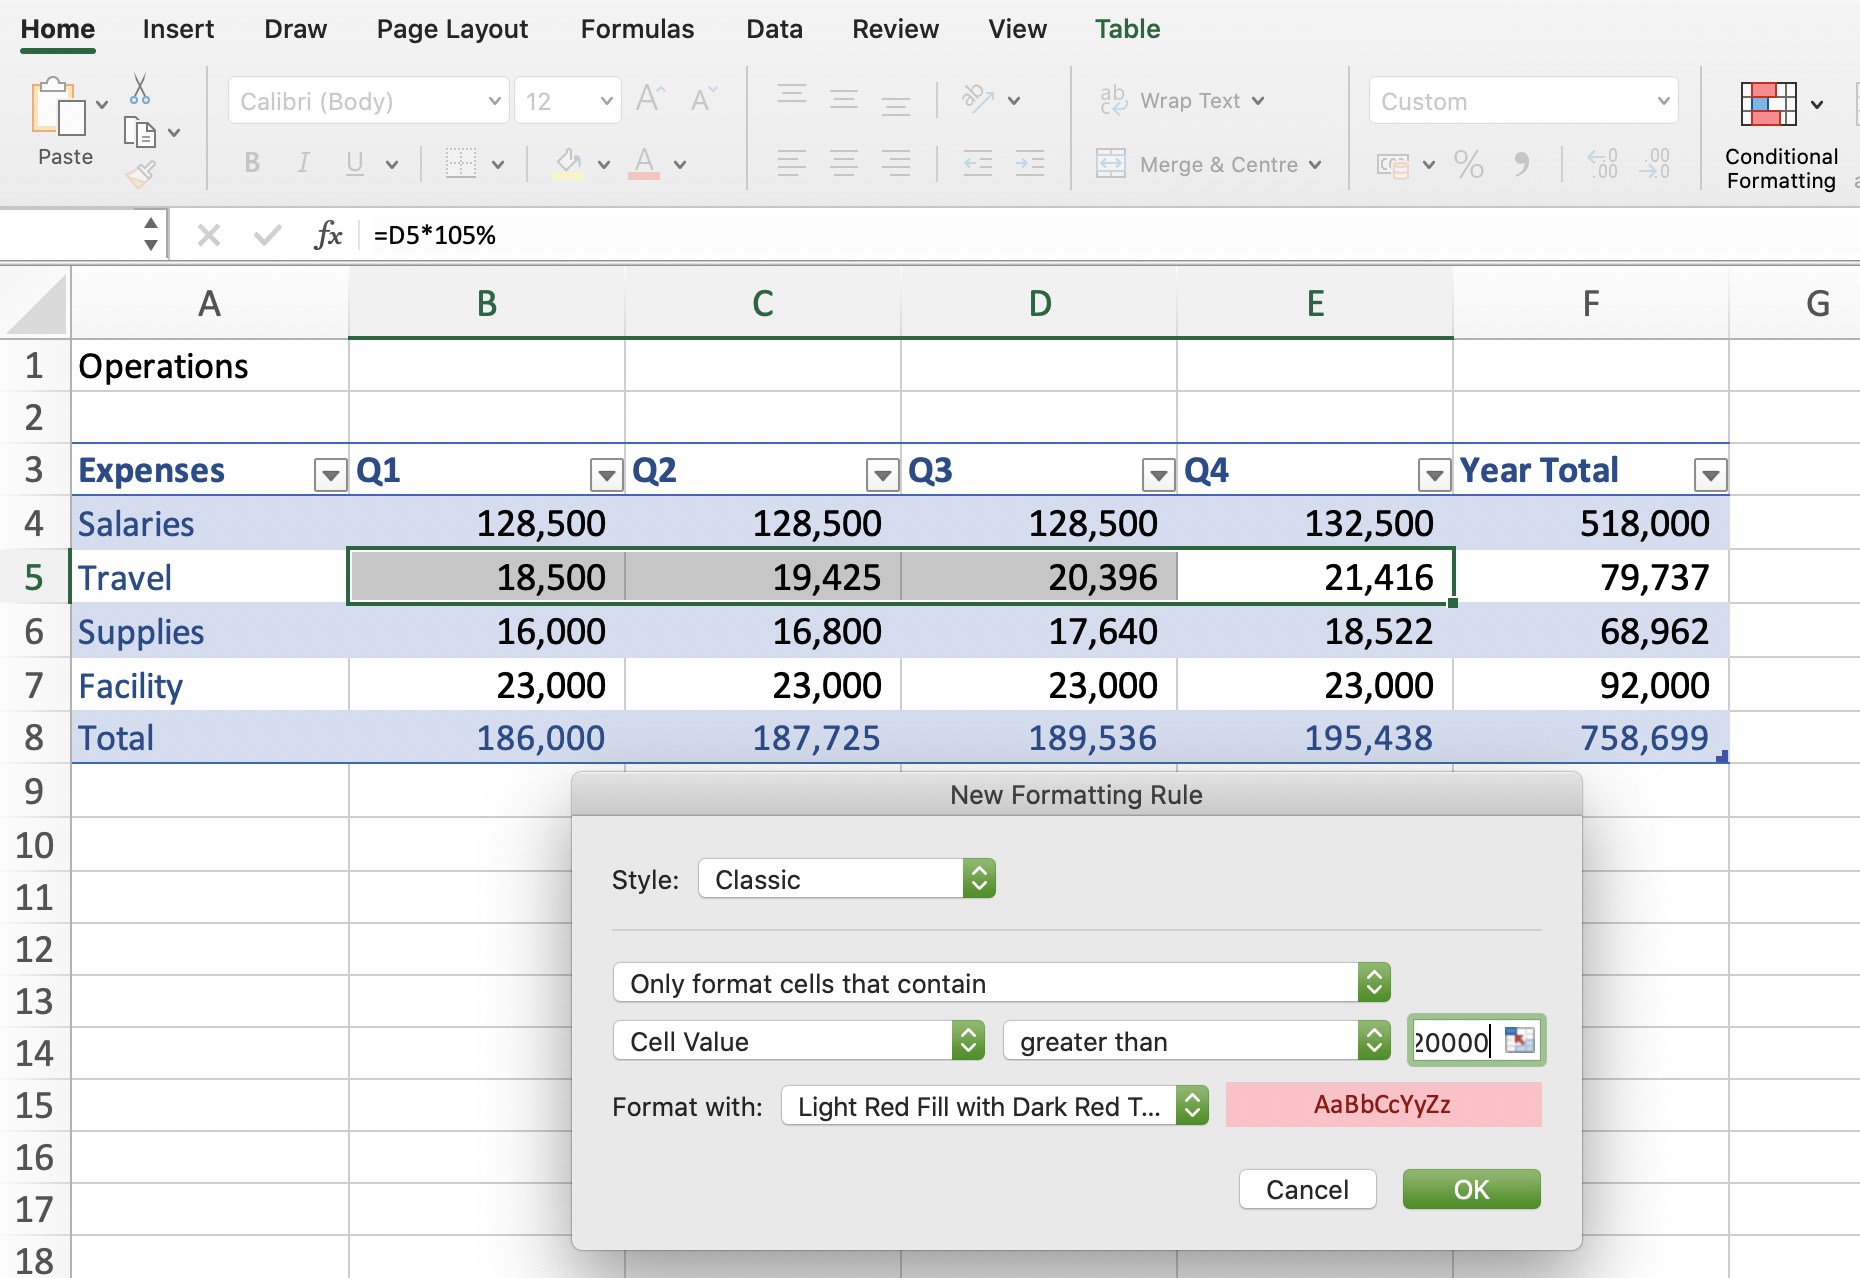 Home Insert Draw Page Layout Formulas Data Review View Table
Calibri (Body) 12 A A ab ab Wrap Text Custom
Paste B I U A Merge & Centre % .00 .00 Conditional Formatting
fx =D5*105%
A B C D E F G
1 Operations
2
3 Expenses Q1 Q2 Q3 Q4 Year Total
4 Salaries 128,500 128,500 128,500 132,500 518,000
5 Travel 18,500 19,425 20,396 21,416 79,737
6 Supplies 16,000 16,800 17,640 18,522 68,962
7 Facility 23,000 23,000 23,000 23,000 92,000
8 Total 186,000 187,725 189,536 195,438 758,699
9
New Formatting Rule
10
Style: Classic
11
12
Only format cells that contain
13
Cell Value greater than 20000
14
Format with: Light Red Fill with Dark Red T... AaBbCcYyZz
15
16
Cancel OK
17
18